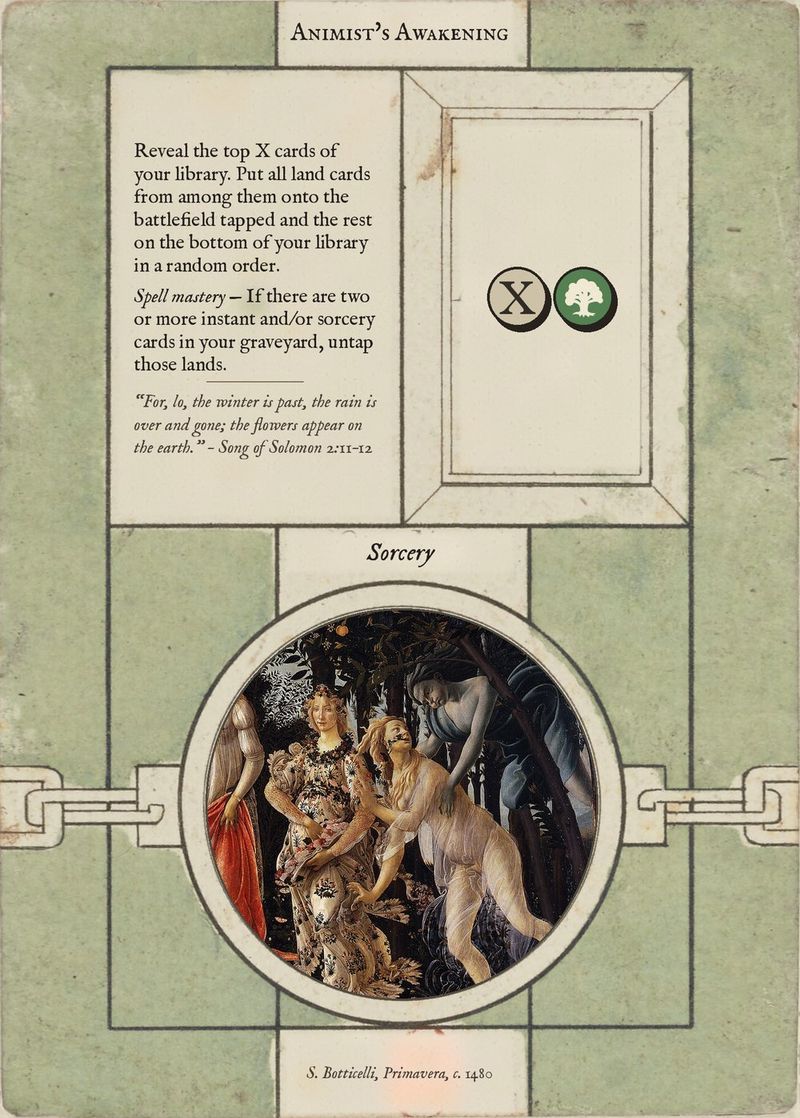 Animist's Awakening
Reveal the top X cards of
your library. Put all land cards
from among them onto the
battlefield tapped and the rest
on the bottom of your library
in a random order.
Spell mastery – If there are two
or more instant and/or sorcery
cards in your graveyard, untap
those lands.
“For, lo, the winter is past, the rain is
over and gone; the flowers appear on
the earth.” – Song of Solomon 2:11–12
X
Sorcery
S. Botticelli, Primavera, c. 1480